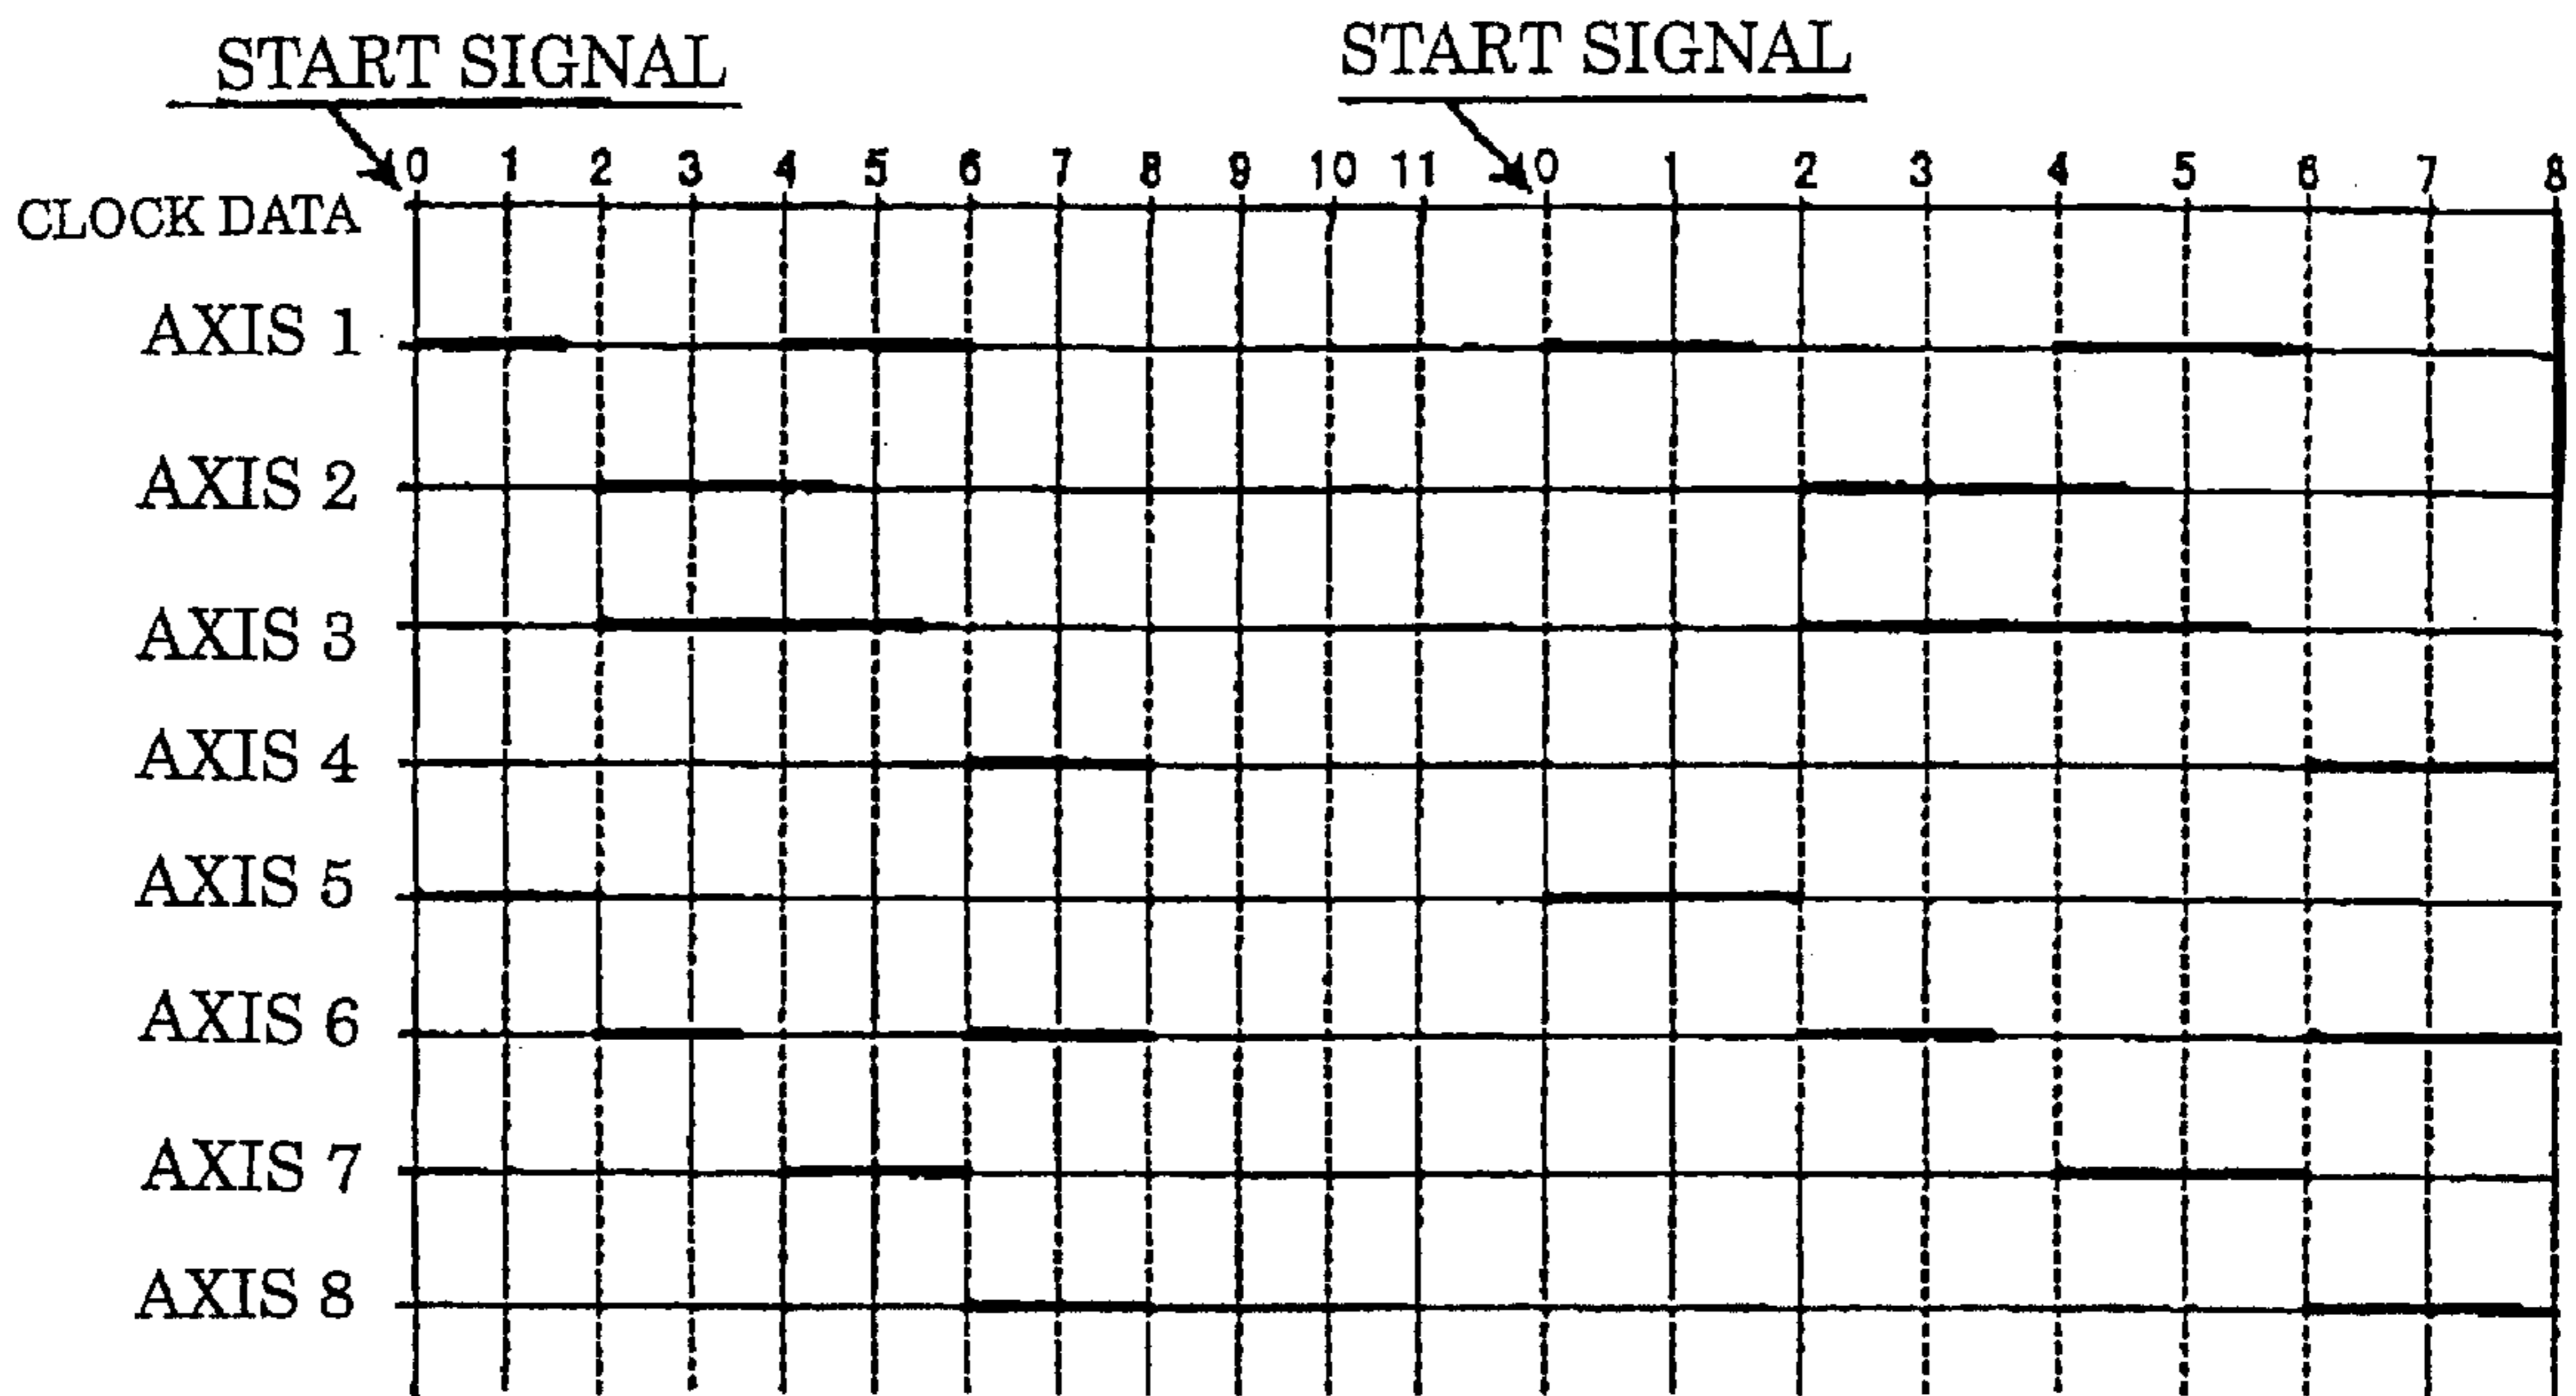 START SIGNAL START SIGNAL
0 1 2 3 4 5 6 7 8 9 10 11 0 1 2 3 4 5 6 7 8
CLOCK DATA
AXIS 1
AXIS 2
AXIS 3
AXIS 4
AXIS 5
AXIS 6
AXIS 7
AXIS 8